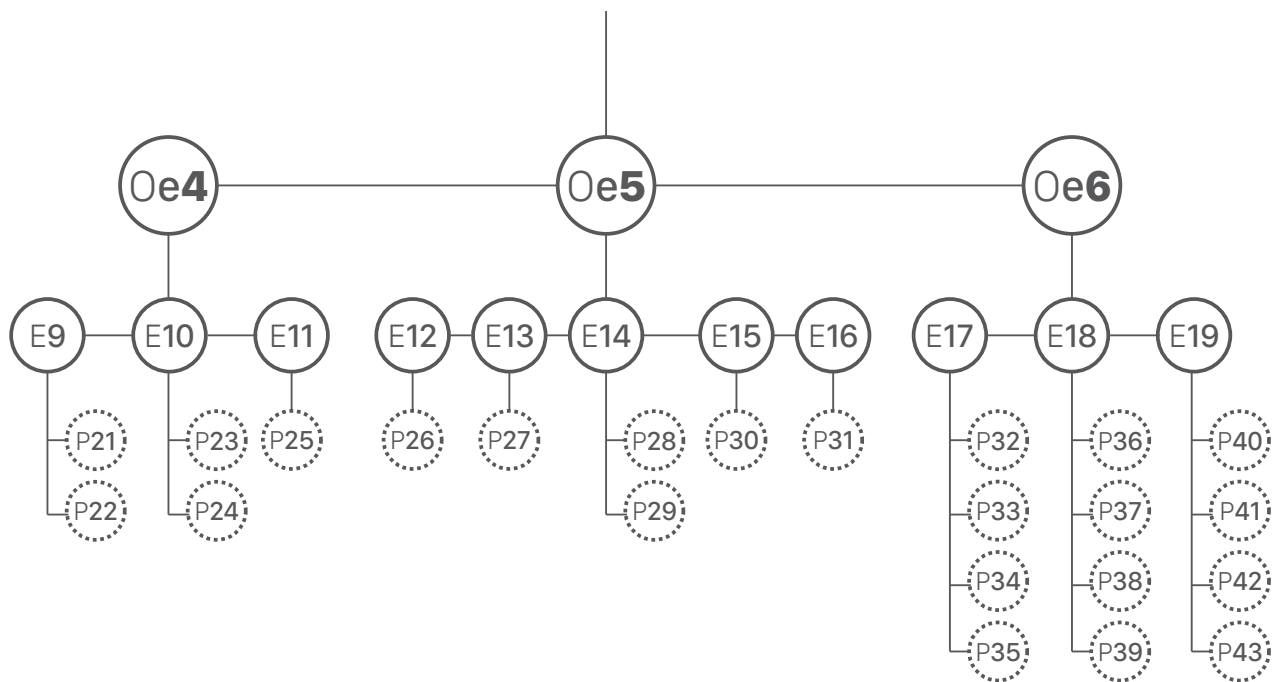 Oe4 Oe5 Oe6
E9 E10 E11 E12 E13 E14 E15 E16 E17 E18 E19
P21 P23 P25 P26 P27 P28 P30 P31 P32 P36 P40
P22 P24 P29 P33 P37 P41
P34 P38 P42
P35 P39 P43